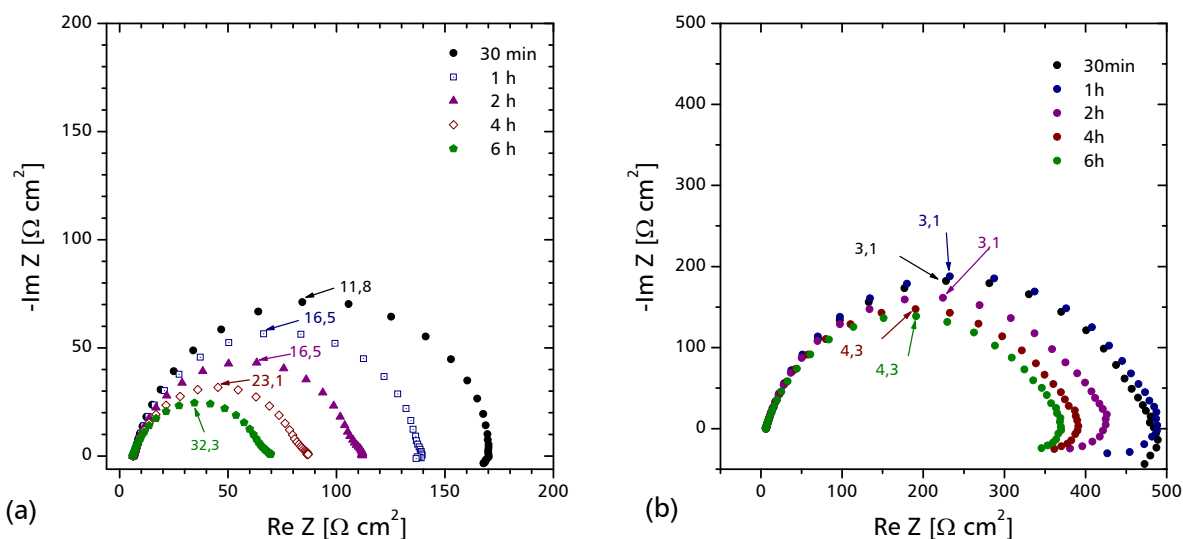 200
150
100
50
0
0
50
100
150
200
-Im Z [Ω cm²]
Re Z [Ω cm²]
30 min
1 h
2 h
4 h
6 h
11,8
16,5
16,5
23,1
32,3
(a)
500
400
300
200
100
0
0
100
200
300
400
500
-Im Z [Ω cm²]
Re Z [Ω cm²]
30min
1h
2h
4h
6h
3,1
3,1
3,1
4,3
4,3
(b)